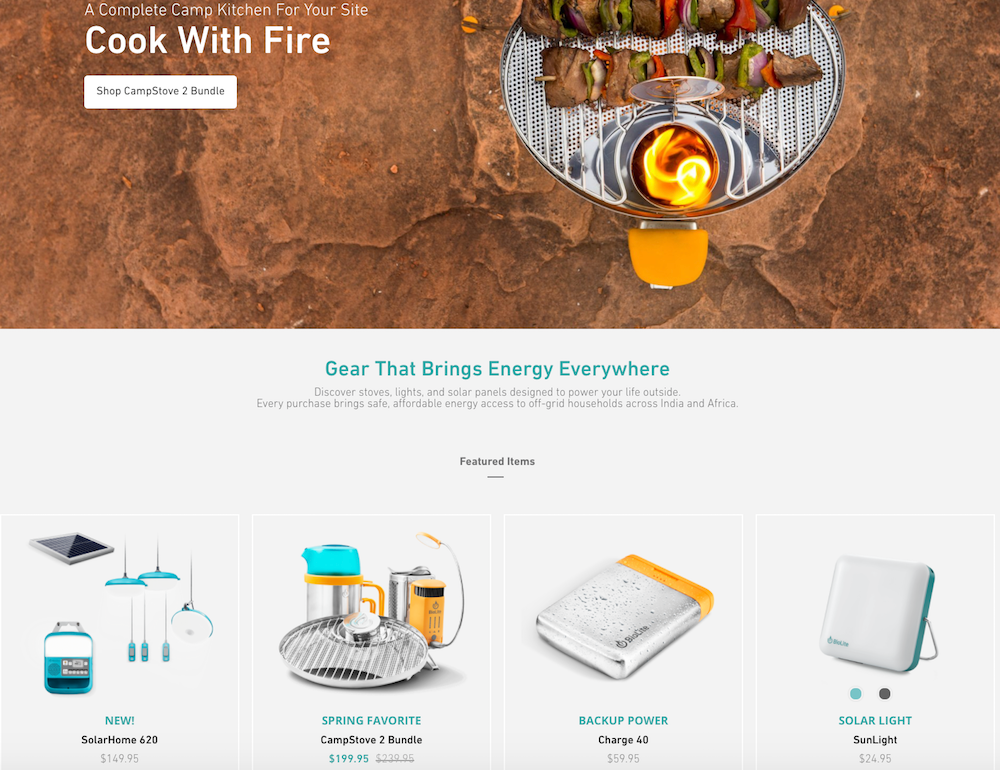 A Complete Camp Kitchen For Your Site
Cook With Fire
Shop CampStove 2 Bundle
Gear That Brings Energy Everywhere
Discover stoves, lights, and solar panels designed to power your life outside.
Every purchase brings safe, affordable energy access to off-grid households across India and Africa.
Featured Items
BioLite
BioLite
NEW!
SPRING FAVORITE
BACKUP POWER
SOLAR LIGHT
SolarHome 620
CampStove 2 Bundle
Charge 40
SunLight
$149.95
$199.95 $239.95
$59.95
$24.95